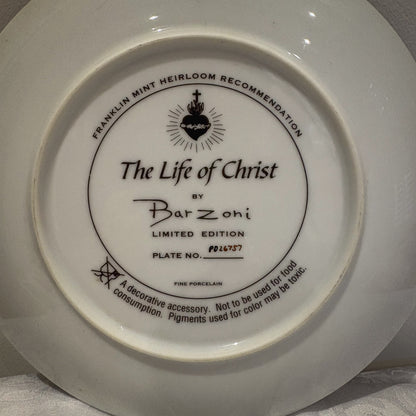 FRANKLIN MINT HEIRLOOM RECOMMENDATION
The Life of Christ
BY
Barzoni
LIMITED EDITION
PLATE NO. PO26757
FINE PORCELAIN
A decorative accessory. Not to be used for food
consumption. Pigments used for color may be toxic.